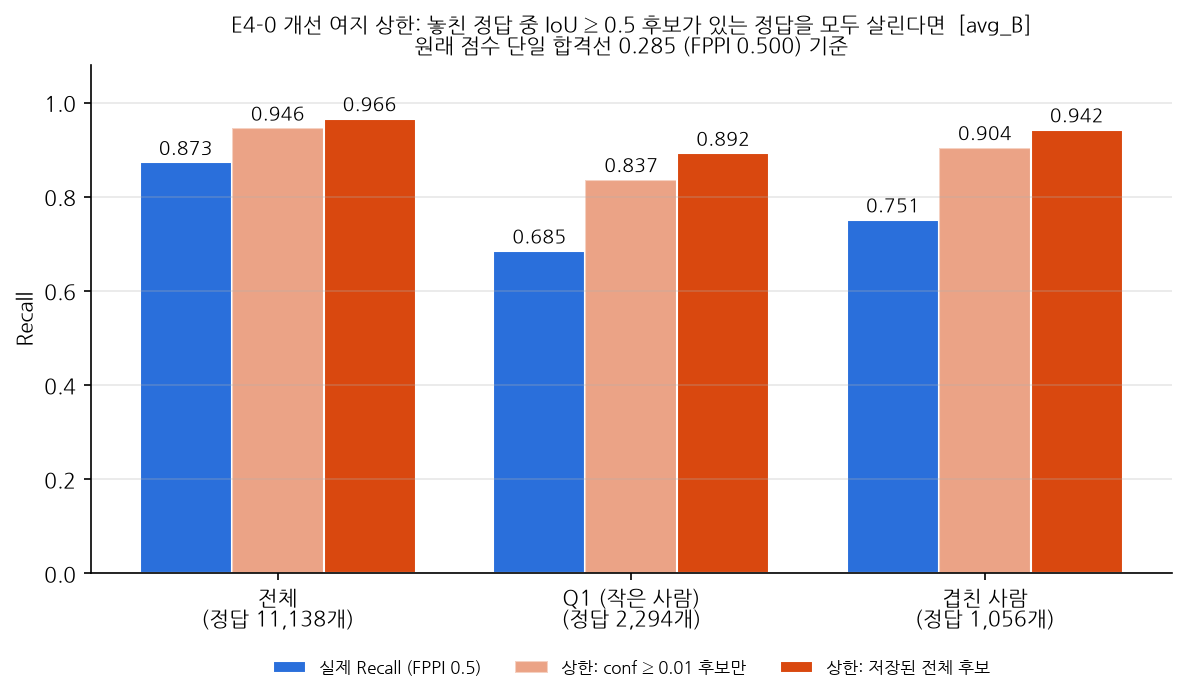 E4-0 개선 여지 상한: 놓친 정답 중 IoU ≥ 0.5 후보가 있는 정답을 모두 살린다면  [avg_B]
원래 점수 단일 합격선 0.285 (FPPI 0.500) 기준
Recall
1.0
0.8
0.6
0.4
0.2
0.0
0.873
0.946
0.966
0.685
0.837
0.892
0.751
0.904
0.942
전체
(정답 11,138개)
Q1 (작은 사람)
(정답 2,294개)
겹친 사람
(정답 1,056개)
실제 Recall (FPPI 0.5)
상한: conf ≥ 0.01 후보만
상한: 저장된 전체 후보